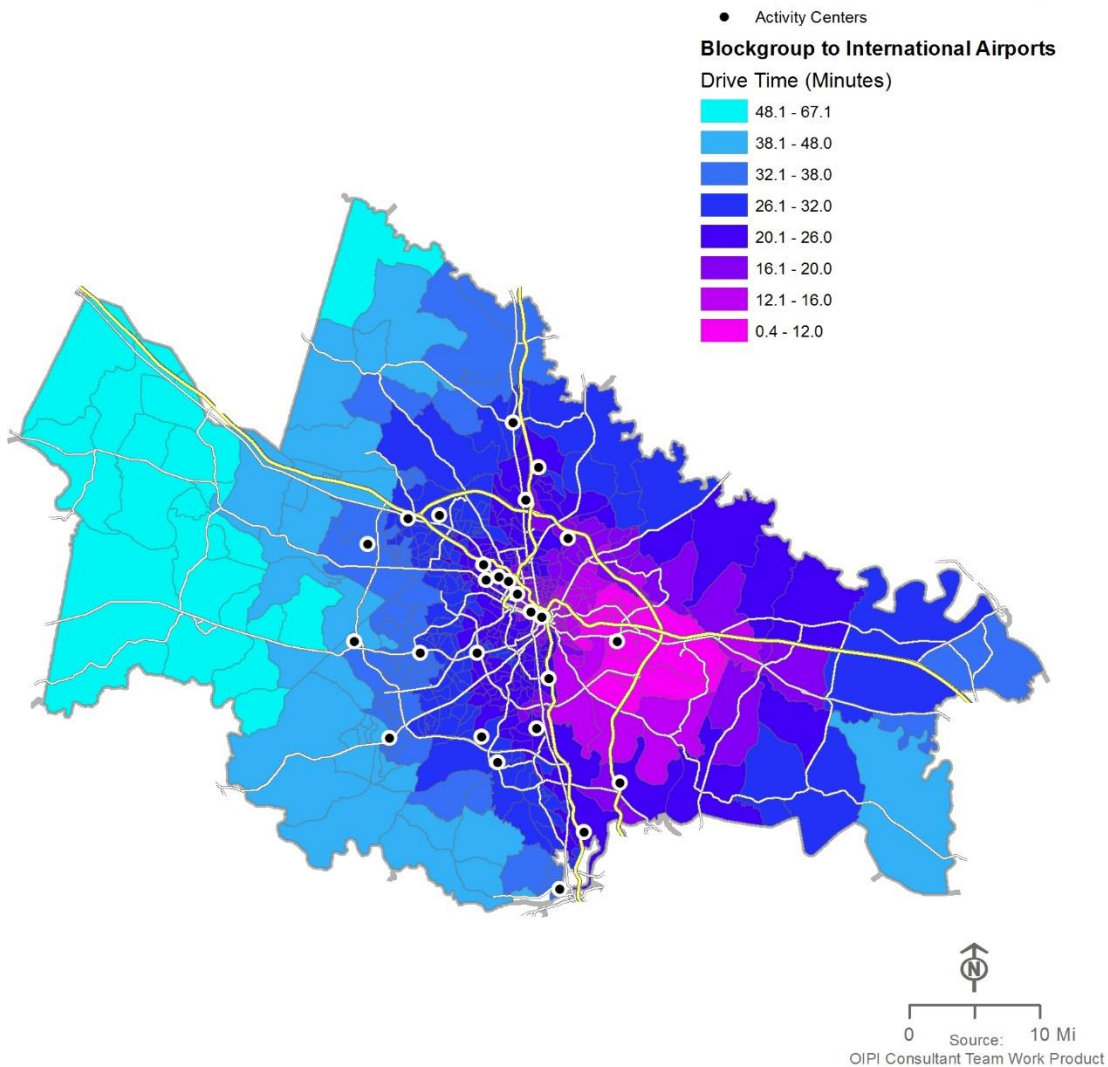 Activity Centers
Blockgroup to International Airports
Drive Time (Minutes)
48.1 - 67.1
38.1 - 48.0
32.1 - 38.0
26.1 - 32.0
20.1 - 26.0
16.1 - 20.0
12.1 - 16.0
0.4 - 12.0
N
0 10 Mi
Source:
OIPI Consultant Team Work Product